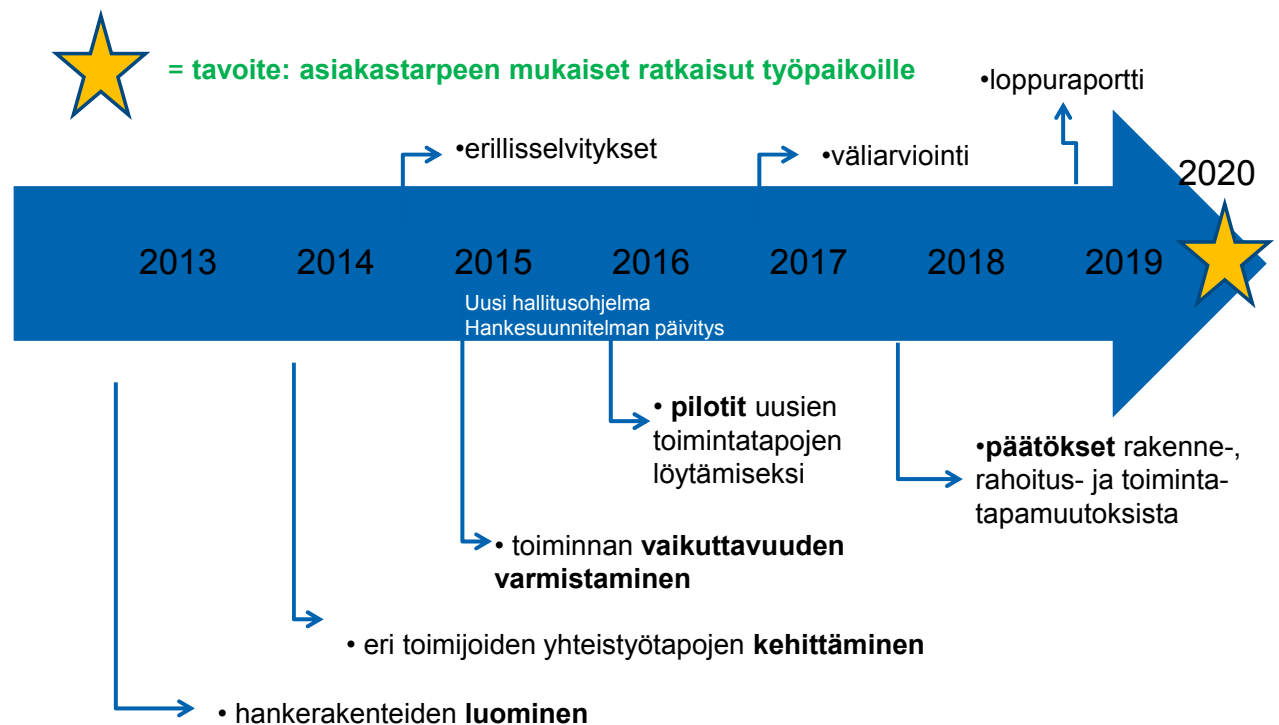 = tavoite: asiakastarpeen mukaiset ratkaisut työpaikoille
•loppuraportti
•erillisselvitykset
•väliarviointi
2020
2013 2014 2015 2016 2017 2018 2019
Uusi hallitusohjelma
Hankesuunnitelman päivitys
• pilotit uusien
toimintatapojen
löytämiseksi
•päätökset rakenne-,
rahoitus- ja toiminta-
tapamuutoksista
• toiminnan vaikuttavuuden
varmistaminen
• eri toimijoiden yhteistyötapojen kehittäminen
• hankerakenteiden luominen